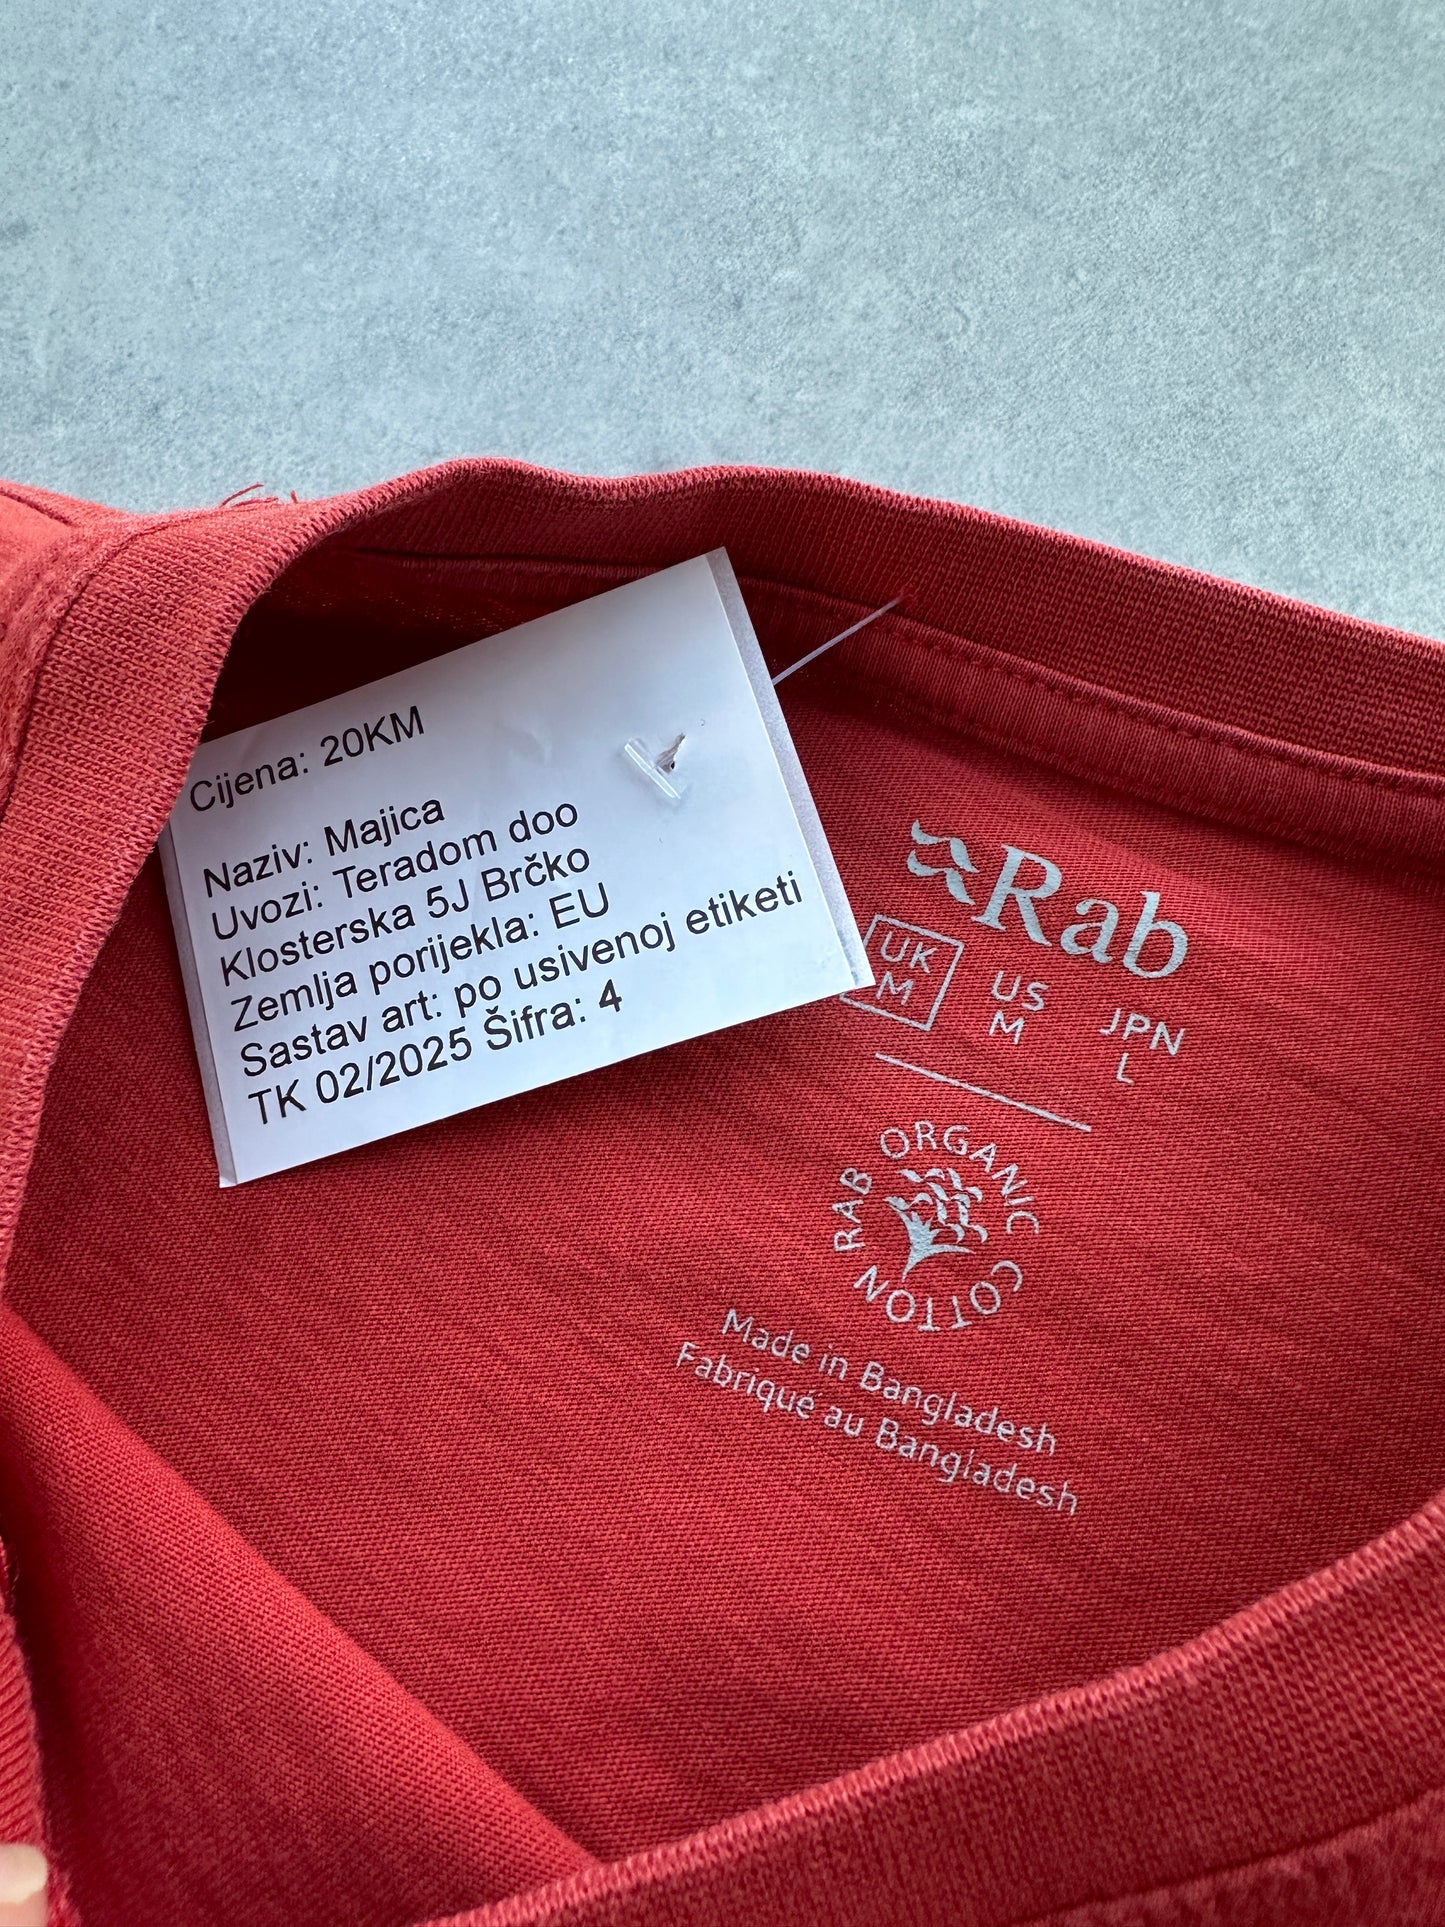 Cijena: 20KM
Naziv: Majica
Uvozi: Teradom doo
Klosterska 5J Brčko
Zemlja porijekla: EU
Sastav art: po usivenoj etiketi
TK 02/2025 Šifra: 4
Rab
UK US JPN
M M L
RAB ORGANIC COTTON
Made in Bangladesh
Fabriqué au Bangladesh